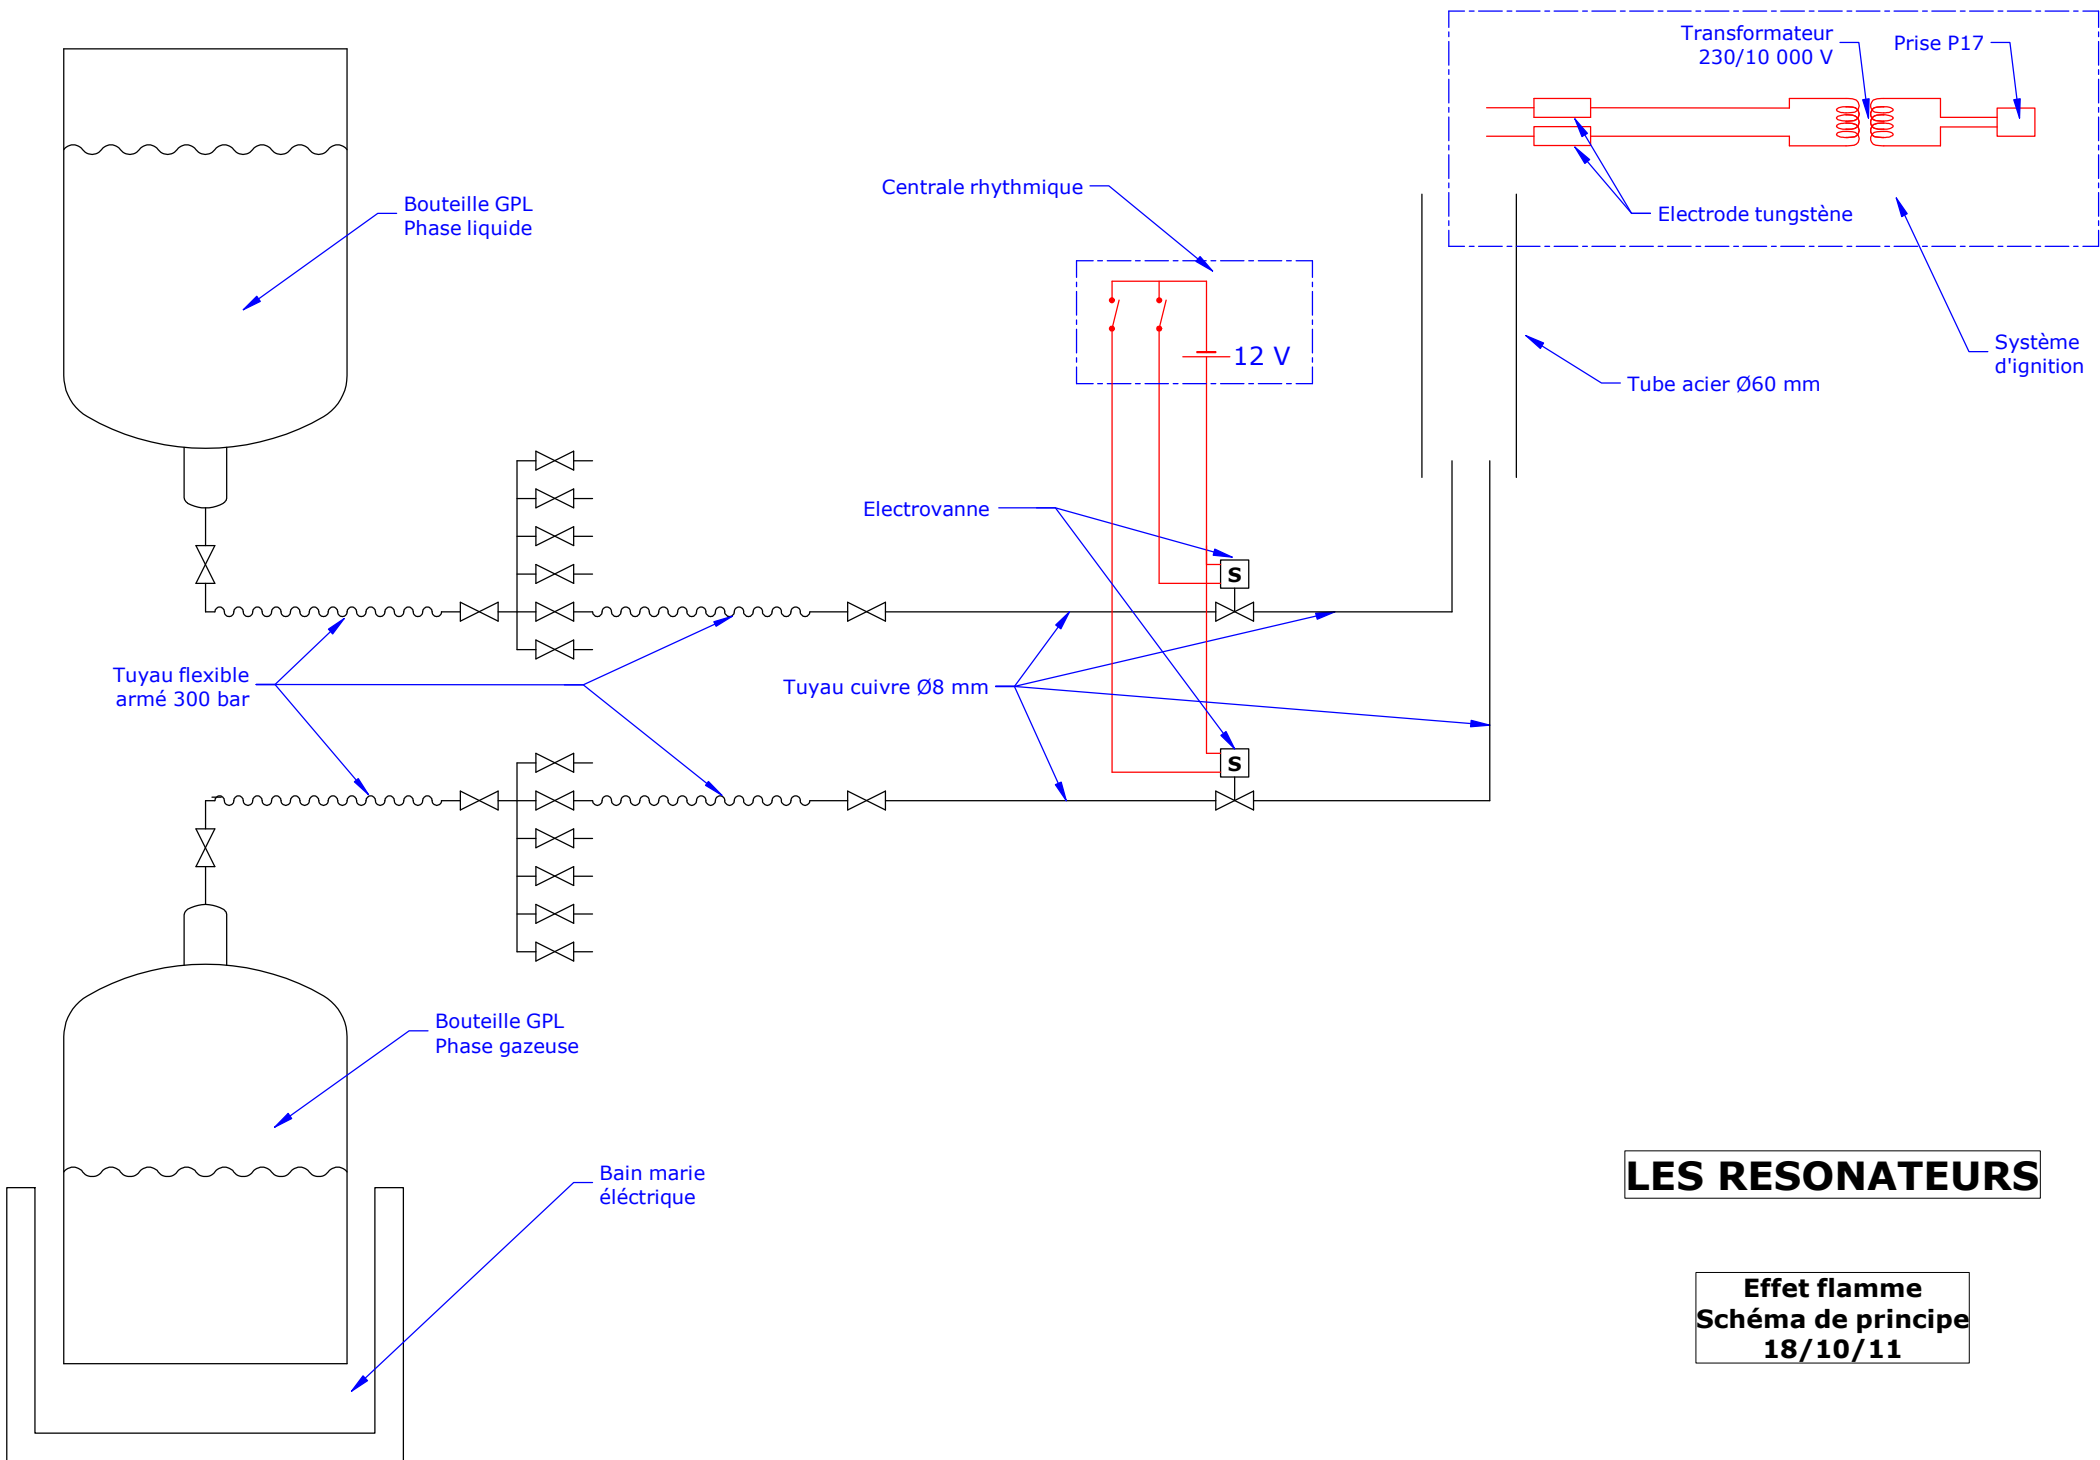 Transformateur
230/10 000 V
Prise P17
Centrale rhythmique
Bouteille GPL
Phase liquide
Electrode tungstène
12 V
Système
d'ignition
Tube acier Ø60 mm
Electrovanne
S
Tuyau flexible
armé 300 bar
Tuyau cuivre Ø8 mm
S
Bouteille GPL
Phase gazeuse
Bain marie
éléctrique
LES RESONATEURS
Effet flamme
Schéma de principe
18/10/11